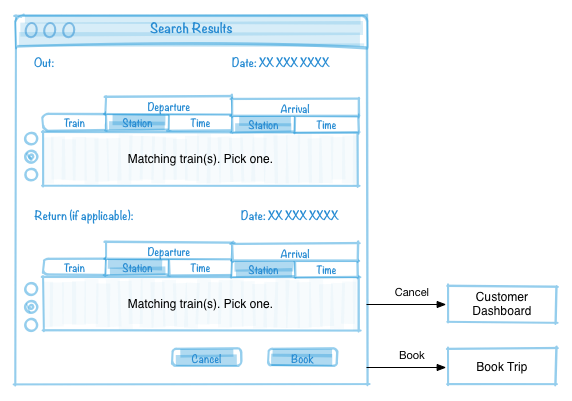 Search Results
Out: Date: XX XXX XXXX
Departure Arrival
Train Station Time Station Time
Matching train(s). Pick one.
Return (if applicable): Date: XX XXX XXXX
Departure Arrival
Train Station Time Station Time
Matching train(s). Pick one.
Cancel Book
Cancel
Customer
Dashboard
Book
Book Trip